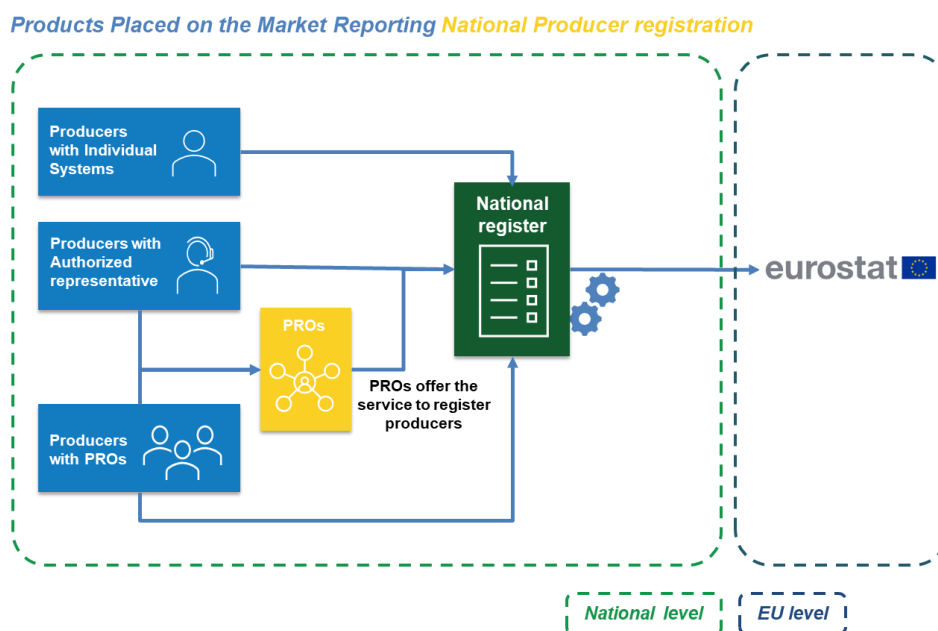 Products Placed on the Market Reporting National Producer registration
Producers
with Individual
Systems
Producers with
Authorized
representative
PROs
Producers
with PROs
PROs offer the
service to register
producers
National
register
eurostat
National level
EU level